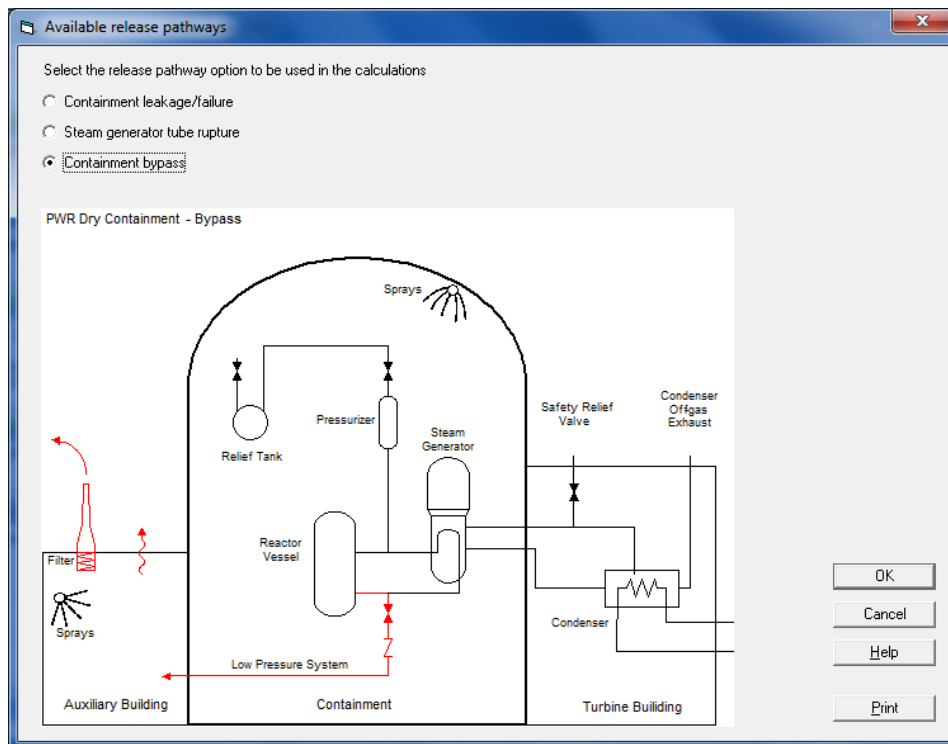 Available release pathways
Select the release pathway option to be used in the calculations
Containment leakage/failure
Steam generator tube rupture
Containment bypass
PWR Dry Containment - Bypass
Sprays
Pressurizer
Relief Tank
Steam
Generator
Safety Relief
Valve
Condenser
Offgas
Exhaust
Reactor
Vessel
Filter
Sprays
Condenser
Low Pressure System
Auxiliary Building
Containment
Turbine Builiding
OK
Cancel
Help
Print